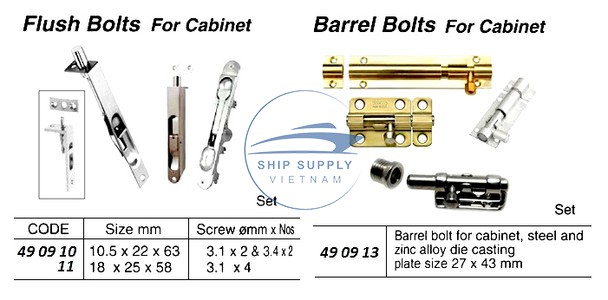 Flush Bolts For Cabinet
Barrel Bolts For Cabinet
SHIP SUPPLY
VIETNAM
Set
Set
CODE Size mm Screw ømm x Nos
49 09 10 10.5 x 22 x 63 3.1 x 2 & 3.4 x 2
11 18 x 25 x 58 3.1 x 4
49 09 13 Barrel bolt for cabinet, steel and
zinc alloy die casting
plate size 27 x 43 mm